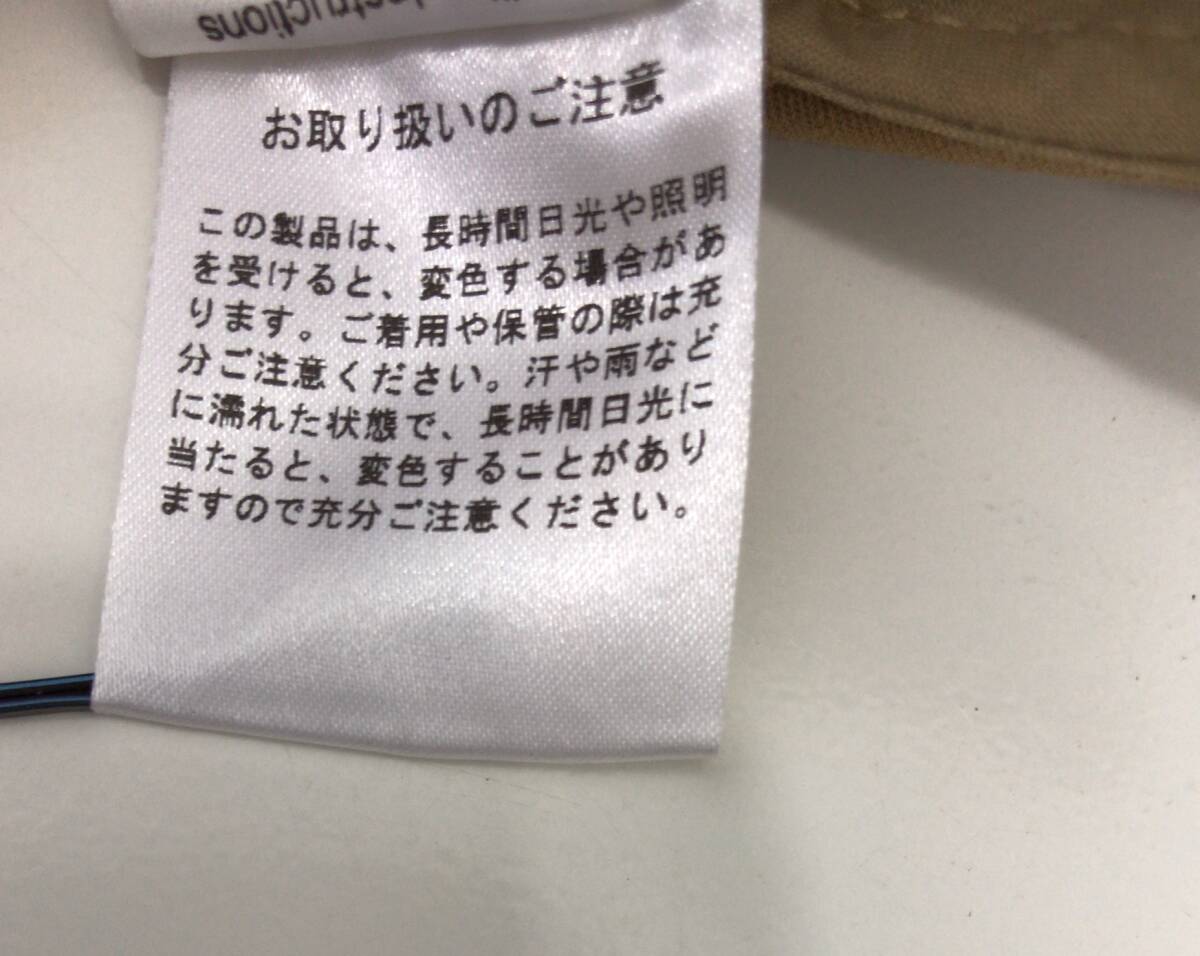 Instructions
お取り扱いのご注意
この製品は、長時間日光や照明
を受けると、変色する場合があ
ります。ご着用や保管の際は充
分ご注意ください。汗や雨など
に濡れた状態で、長時間日光に
当たると、変色することがあり
ますので充分ご注意ください。